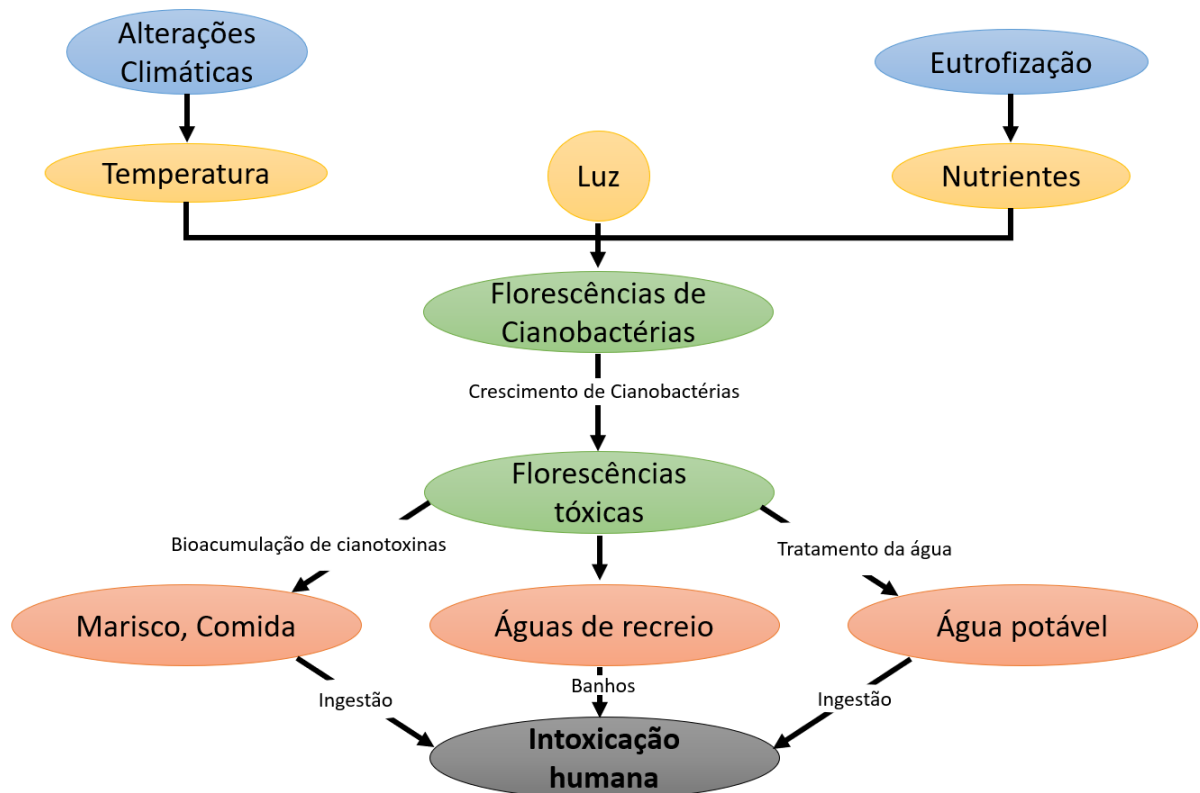 Alterações
Climáticas
Eutrofização
Temperatura
Luz
Nutrientes
Florescências de
Cianobactérias
Crescimento de Cianobactérias
Florescências
tóxicas
Bioacumulação de cianotoxinas
Tratamento da água
Marisco, Comida
Águas de recreio
Água potável
Ingestão
Banhos
Ingestão
Intoxicação
humana